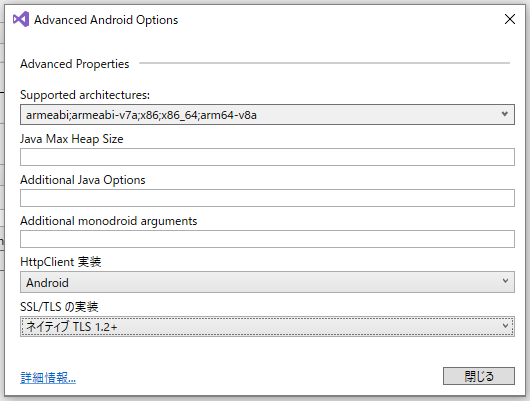 Advanced Android Options
Advanced Properties
Supported architectures:
armeabi;armeabi-v7a;x86;x86_64;arm64-v8a
Java Max Heap Size
Additional Java Options
Additional monodroid arguments
HttpClient 実装
Android
SSL/TLS の実装
ネイティブ TLS 1.2+
詳細情報...
閉じる